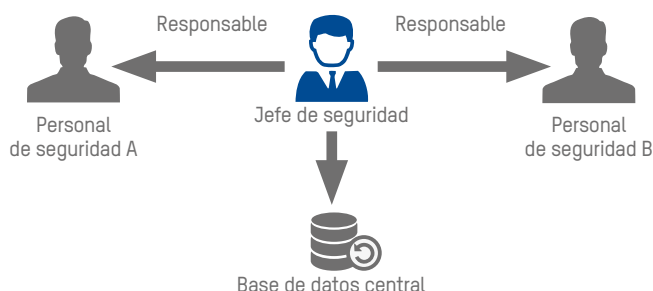 Responsable
Responsable
Jefe de seguridad
Personal
de seguridad A
Personal
de seguridad B
Base de datos central